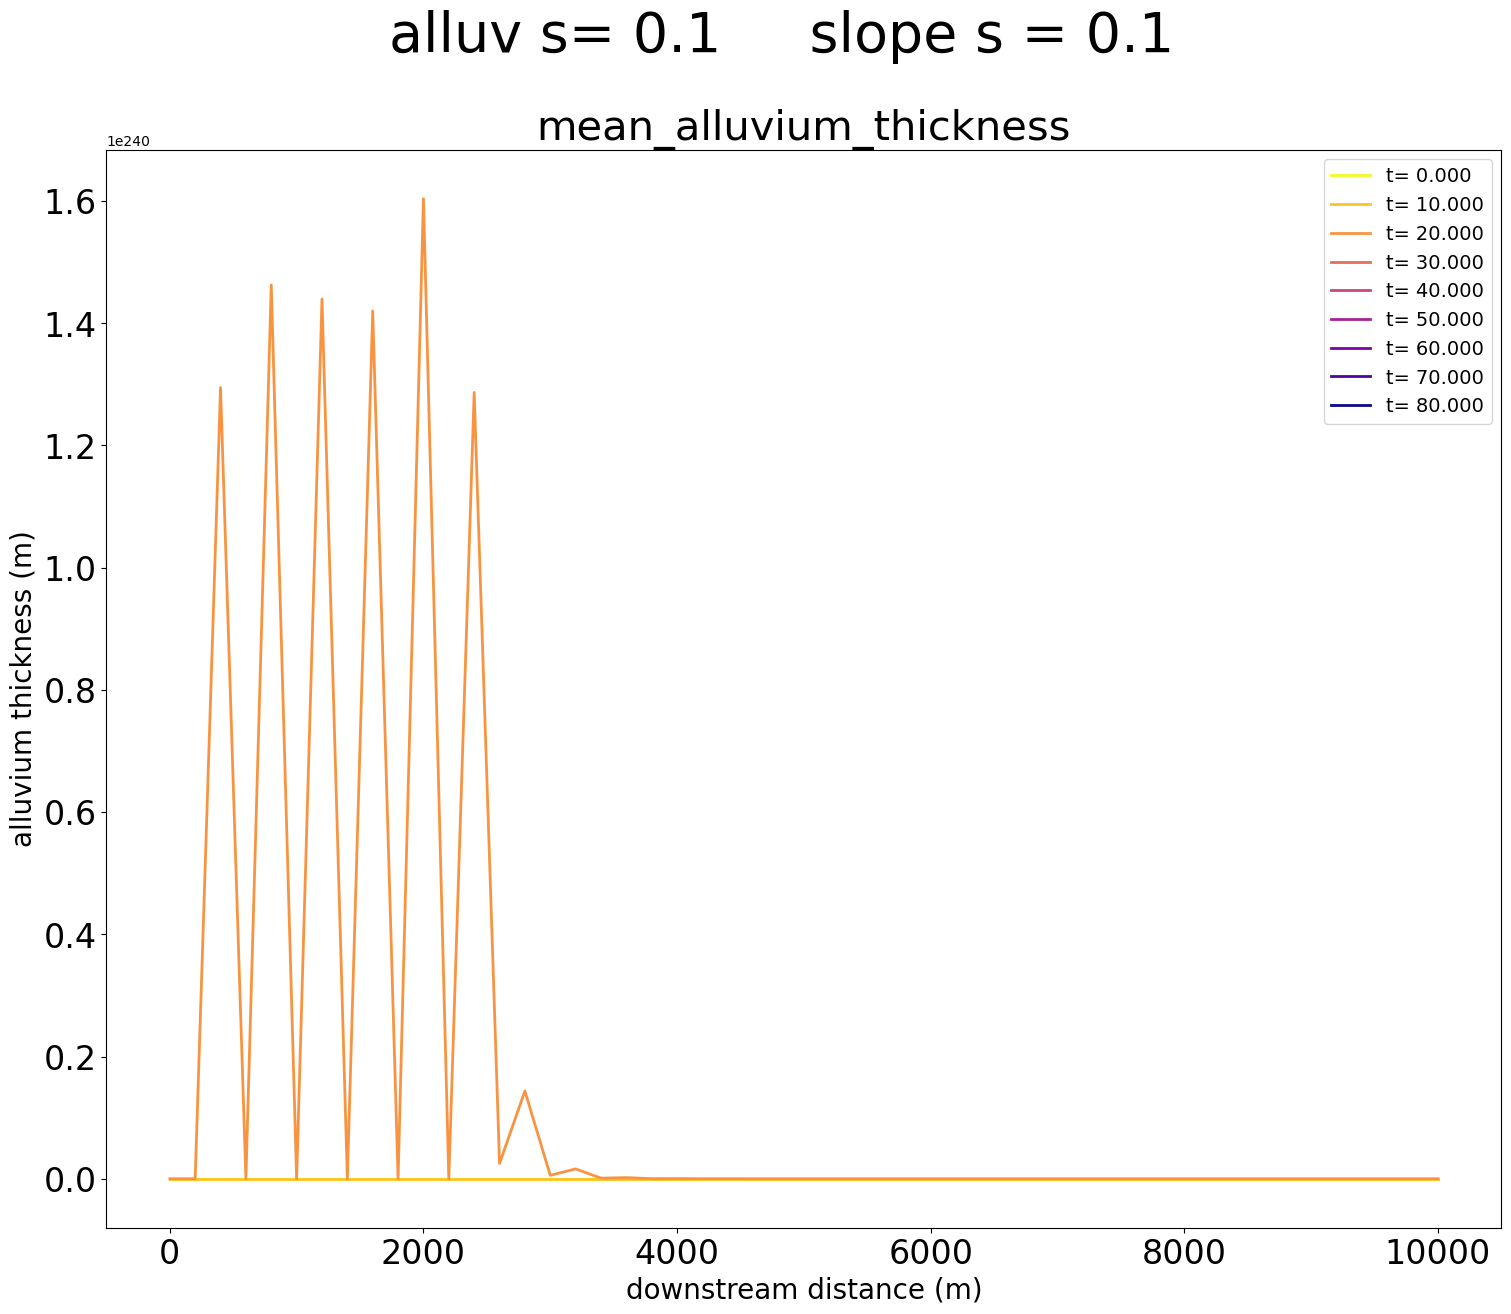 alluv s= 0.1 slope s = 0.1
mean_alluvium_thickness
1e240
1.6
1.4
1.2
1.0
0.8
0.6
0.4
0.2
0.0
alluvium thickness (m)
t= 0.000
t= 10.000
t= 20.000
t= 30.000
t= 40.000
t= 50.000
t= 60.000
t= 70.000
t= 80.000
0 2000 4000 6000 8000 10000
downstream distance (m)